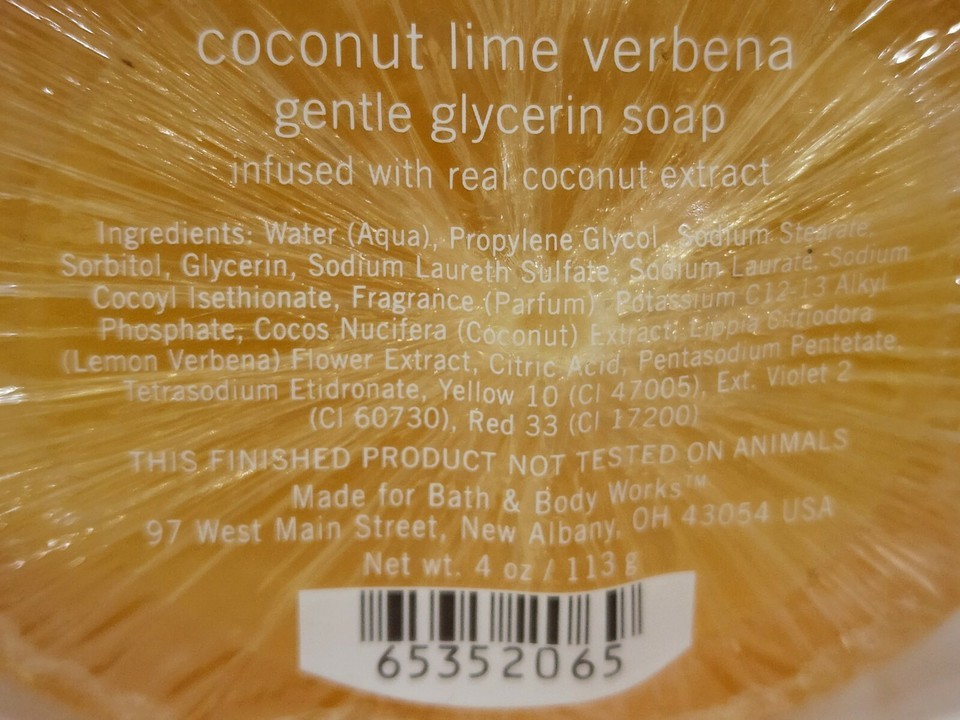 coconut lime verbena
gentle glycerin soap
infused with real coconut extract
Ingredients: Water (Aqua), Propylene Glycol, Sodium Stearate,
Sorbitol, Glycerin, Sodium Laureth Sulfate, Sodium Laurate, Sodium
Cocoyl Isethionate, Fragrance (Parfum), Potassium C12-13 Alkyl
Phosphate, Cocos Nucifera (Coconut) Extract, Lippia Citriodora
(Lemon Verbena) Flower Extract, Citric Acid, Pentasodium Pentetate,
Tetrasodium Etidronate, Yellow 10 (CI 47005), Ext. Violet 2
(CI 60730), Red 33 (CI 17200)
THIS FINISHED PRODUCT NOT TESTED ON ANIMALS
Made for Bath & Body Works™
97 West Main Street, New Albany, OH 43054 USA
Net wt. 4 oz / 113 g
65352065